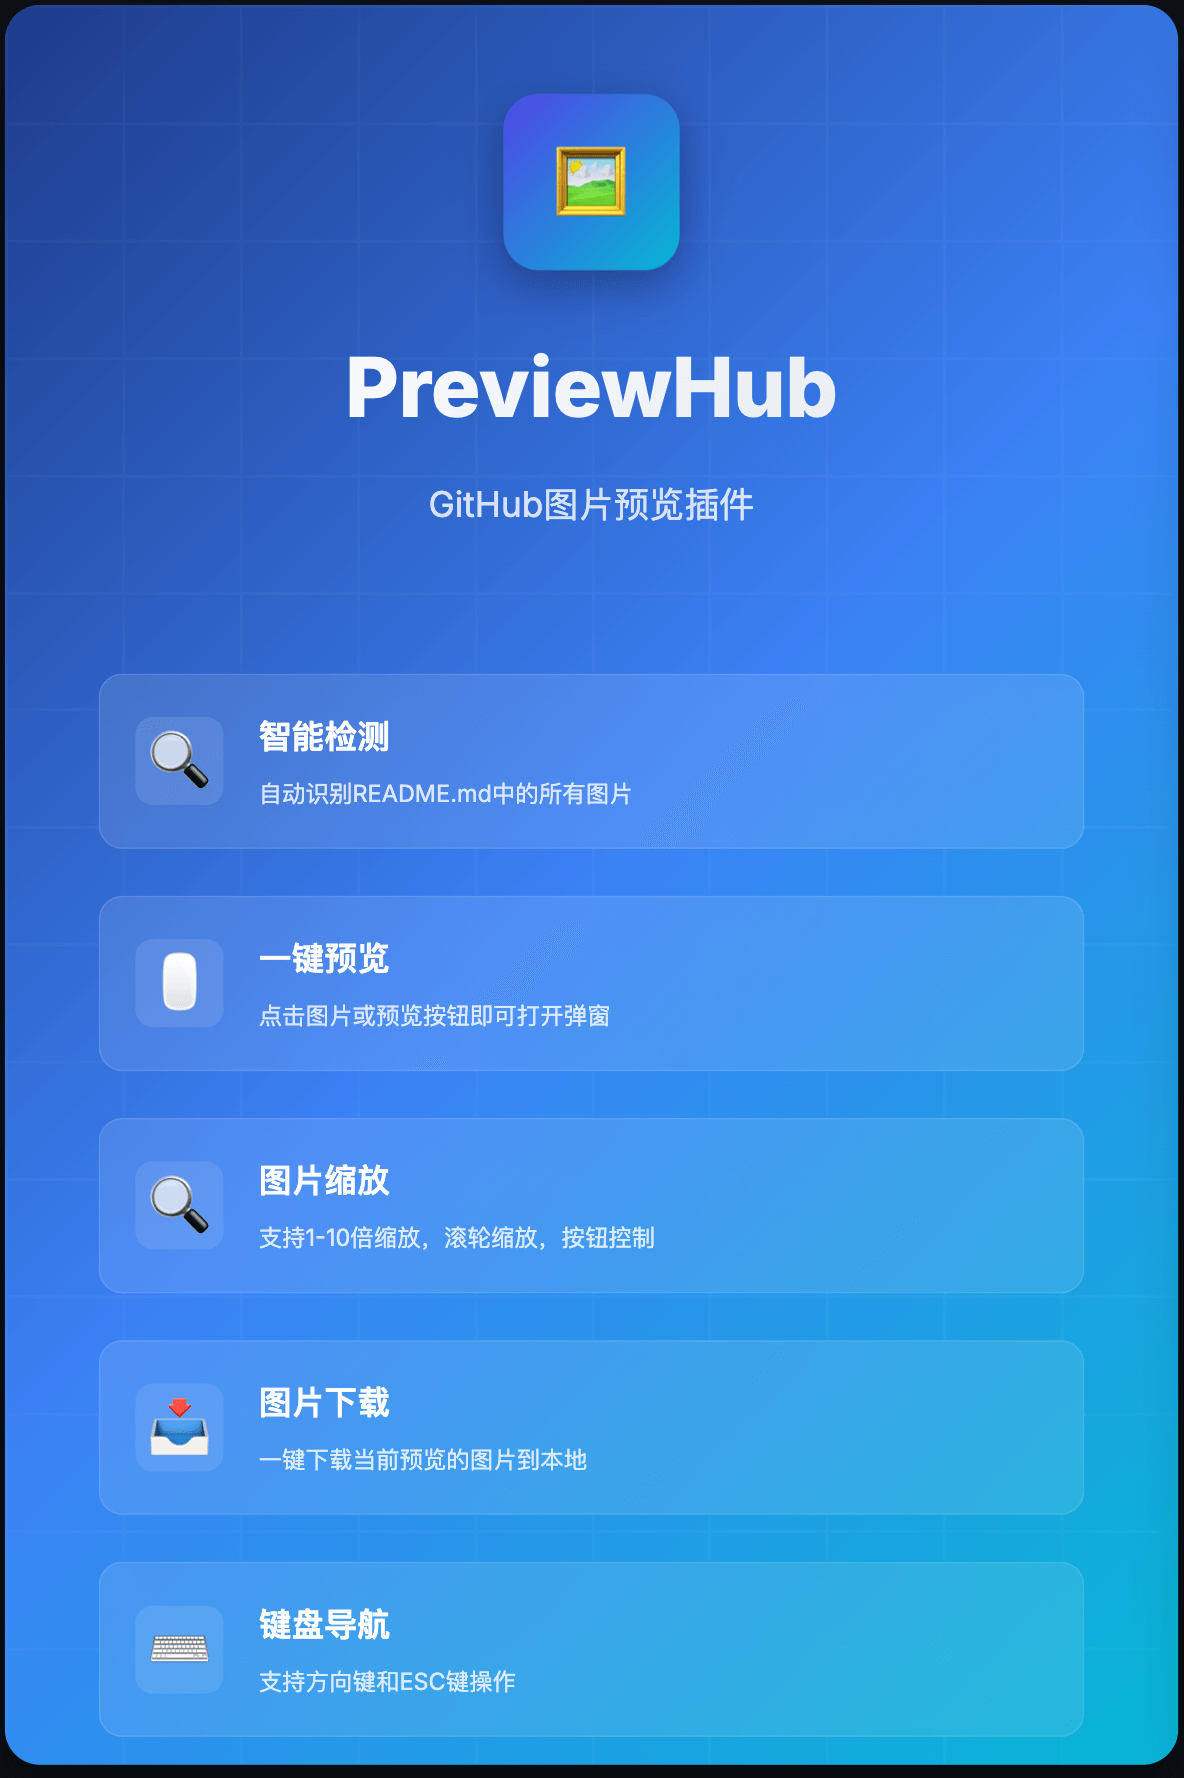 PreviewHub
GitHub图片预览插件
智能检测
自动识别README.md中的所有图片
一键预览
点击图片或预览按钮即可打开弹窗
图片缩放
支持1-10倍缩放，滚轮缩放，按钮控制
图片下载
一键下载当前预览的图片到本地
键盘导航
支持方向键和ESC键操作